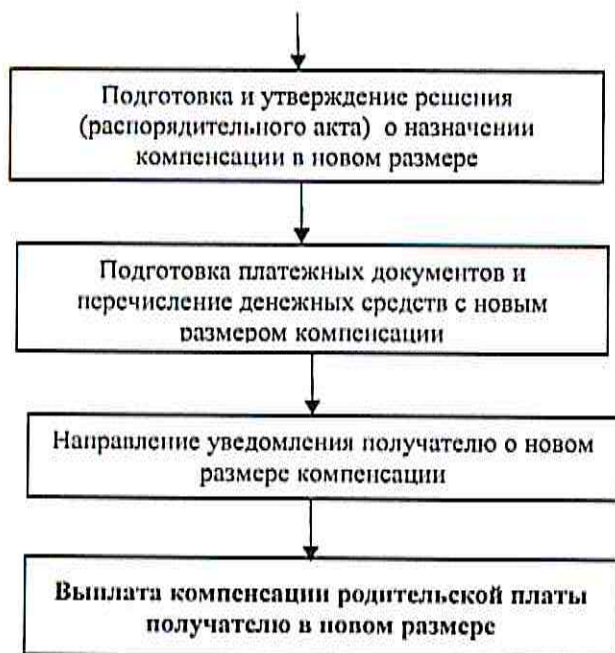 Подготовка и утверждение решения
(распорядительного акта) о назначении
компенсации в новом размере
Подготовка платежных документов и
перечисление денежных средств с новым
размером компенсации
Направление уведомления получателю о новом
размере компенсации
Выплата компенсации родительской платы
получателю в новом размере